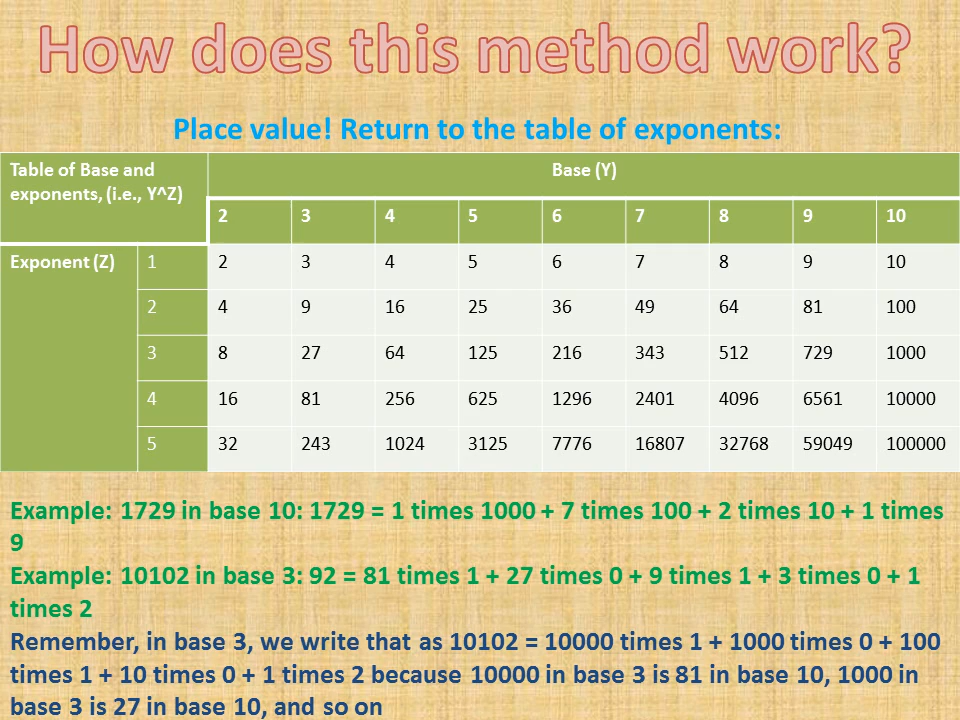 How does this method work?
Place value! Return to the table of exponents:
Table of Base and
exponents, (i.e., Y^Z)
Base (Y)
2 3 4 5 6 7 8 9 10
Exponent (Z) 1 2 3 4 5 6 7 8 9 10
2 4 9 16 25 36 49 64 81 100
3 8 27 64 125 216 343 512 729 1000
4 16 81 256 625 1296 2401 4096 6561 10000
5 32 243 1024 3125 7776 16807 32768 59049 100000
Example: 1729 in base 10: 1729 = 1 times 1000 + 7 times 100 + 2 times 10 + 1 times
9
Example: 10102 in base 3: 92 = 81 times 1 + 27 times 0 + 9 times 1 + 3 times 0 + 1
times 2
Remember, in base 3, we write that as 10102 = 10000 times 1 + 1000 times 0 + 100
times 1 + 10 times 0 + 1 times 2 because 10000 in base 3 is 81 in base 10, 1000 in
base 3 is 27 in base 10, and so on